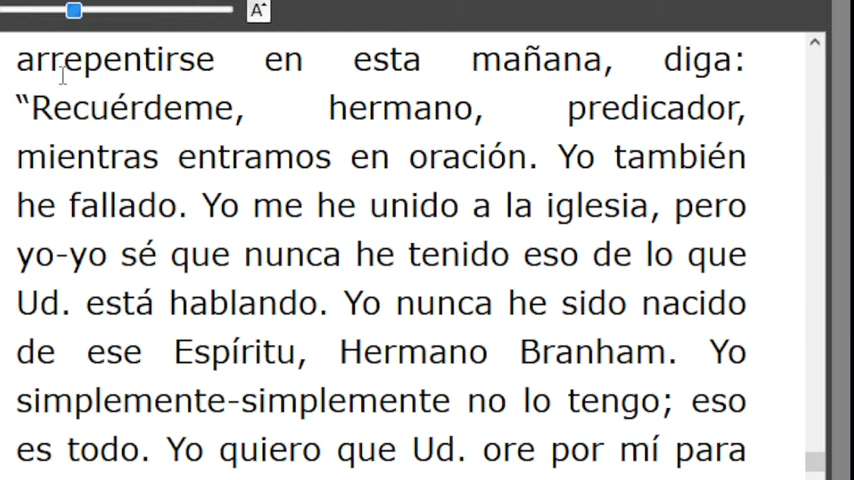 A
arrepentirse en esta mañana, diga:
“Recuérdeme, hermano, predicador,
mientras entramos en oración. Yo también
he fallado. Yo me he unido a la iglesia, pero
yo-yo sé que nunca he tenido eso de lo que
Ud. está hablando. Yo nunca he sido nacido
de ese Espíritu, Hermano Branham. Yo
simplemente-simplemente no lo tengo; eso
es todo. Yo quiero que Ud. ore por mí para